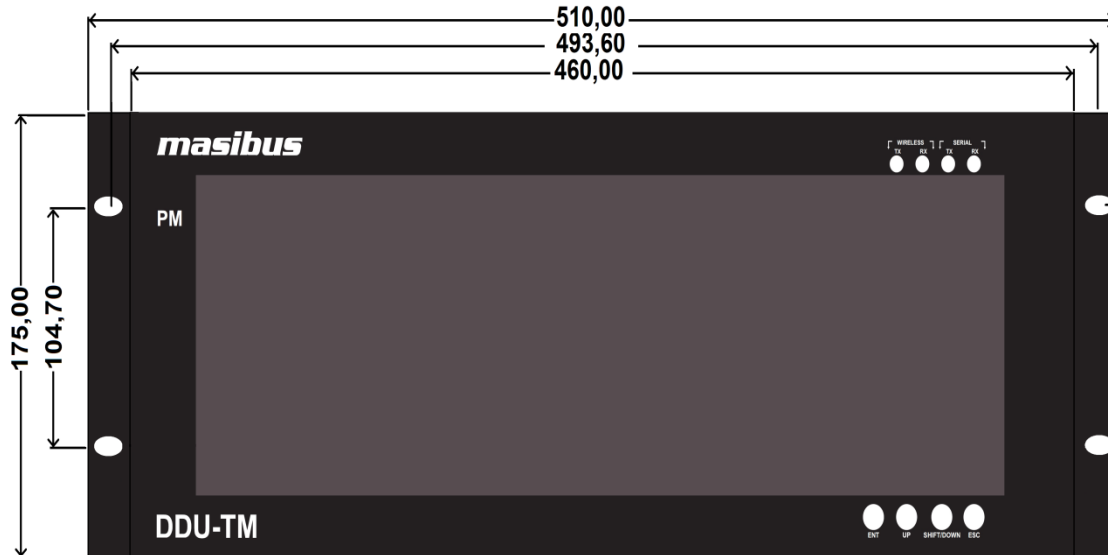 510,00
493,60
460,00
masibus
WIRELESS SERIAL
TX RX TX RX
PM
175,00
104,70
DDU-TM
ENT UP SHIFT/DOWN ESC